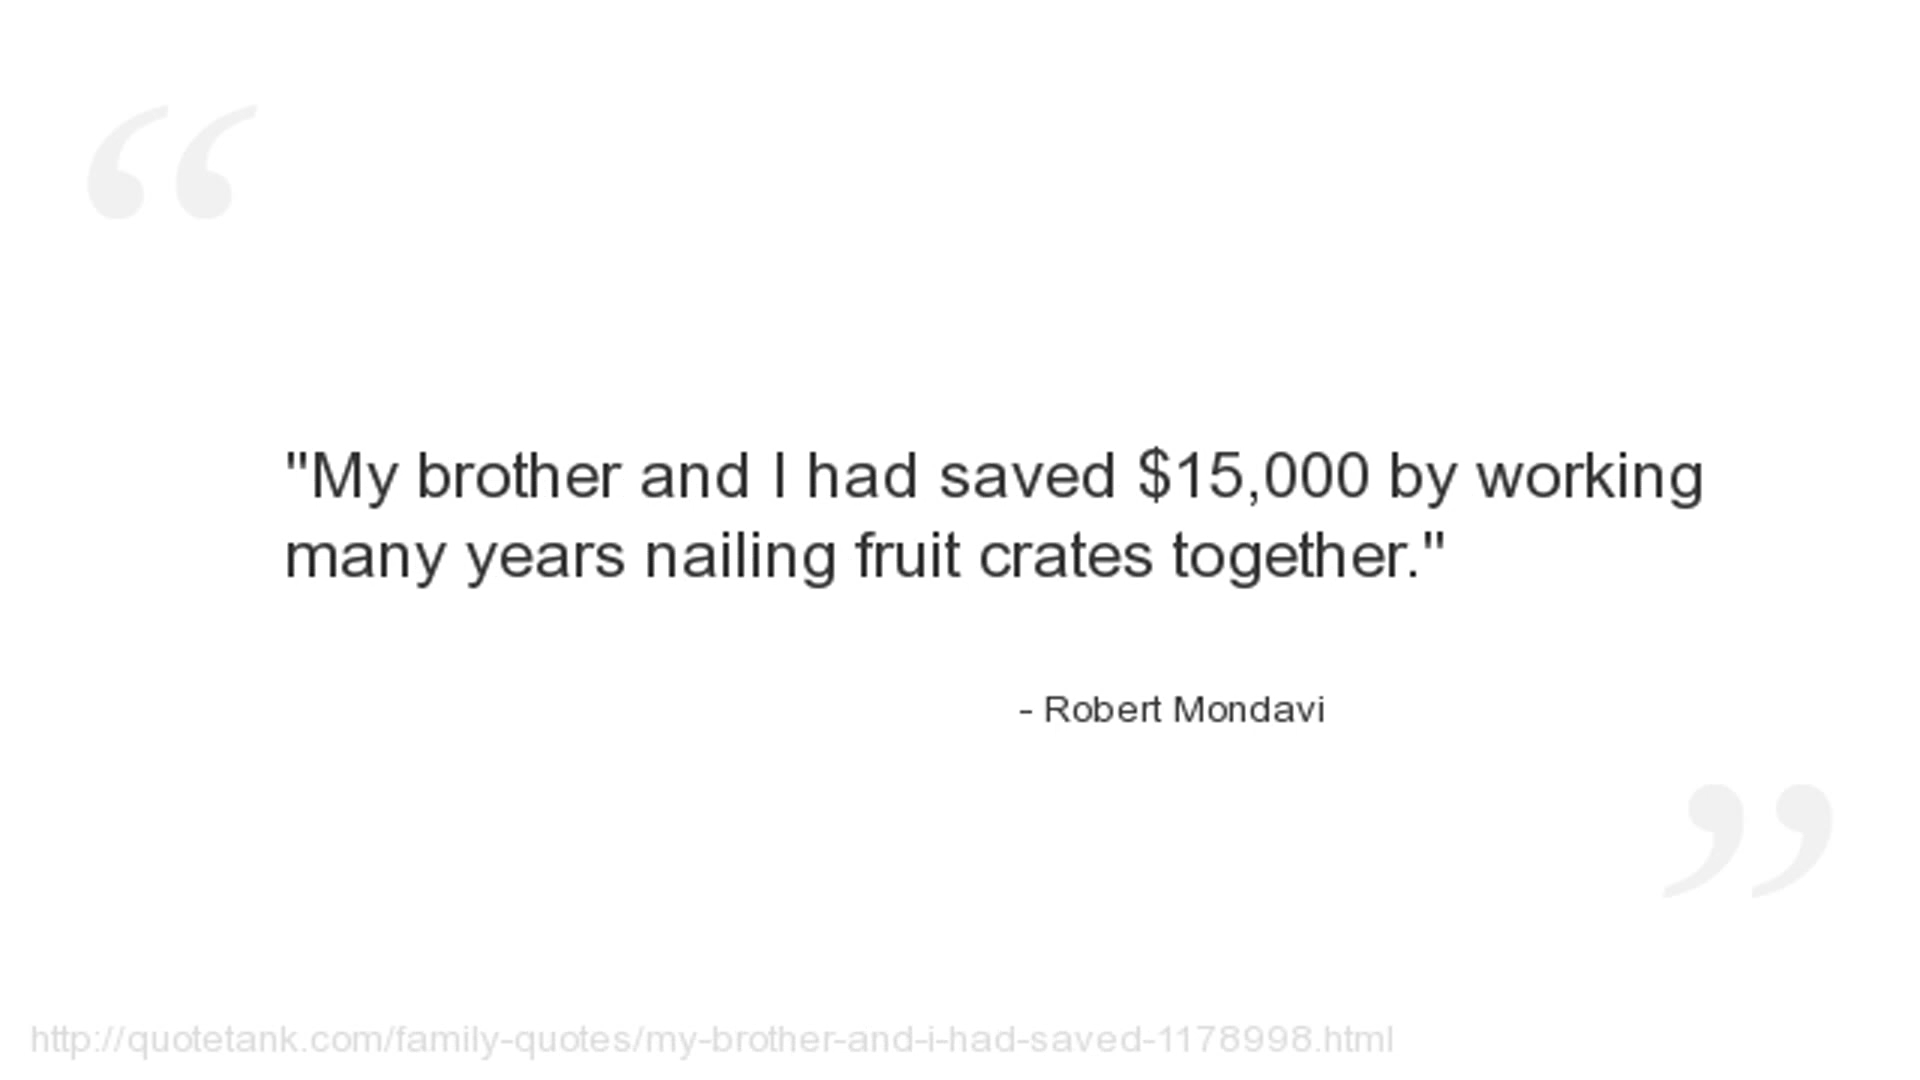 "My brother and I had saved $15,000 by working
many years nailing fruit crates together."
- Robert Mondavi
http://quotetank.com/family-quotes/my-brother-and-i-had-saved-1178998.html